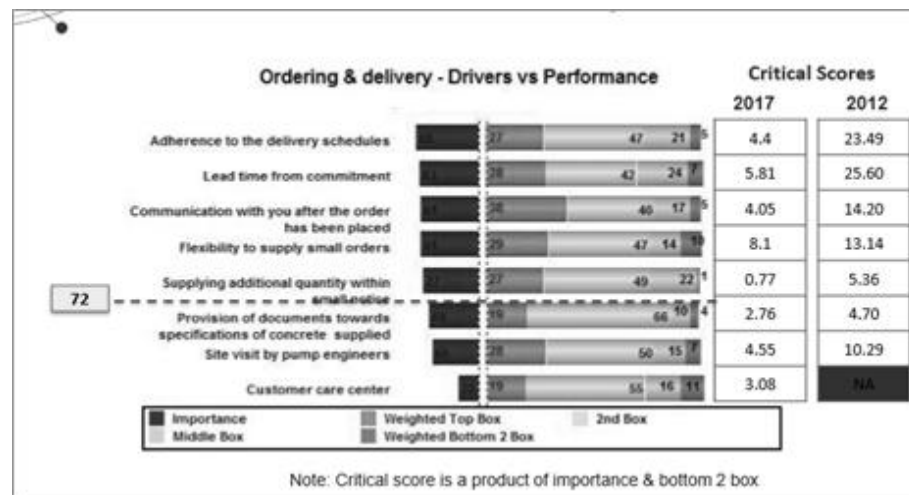 Ordering & delivery - Drivers vs Performance
Critical Scores
2017 2012
Adherence to the delivery schedules 27 47 21 5 4.4 23.49
Lead time from commitment 28 42 24 7 5.81 25.60
Communication with you after the order
has been placed 38 40 17 5 4.05 14.20
Flexibility to supply small orders 29 47 14 10 8.1 13.14
Supplying additional quantity within
small notice 27 49 22 1 0.77 5.36
72
Provision of documents towards
specifications of concrete supplied 19 66 10 4 2.76 4.70
Site visit by pump engineers 28 50 15 7 4.55 10.29
Customer care center 19 55 16 11 3.08 NA
Importance Weighted Top Box 2nd Box
Middle Box Weighted Bottom 2 Box
Note: Critical score is a product of importance & bottom 2 box